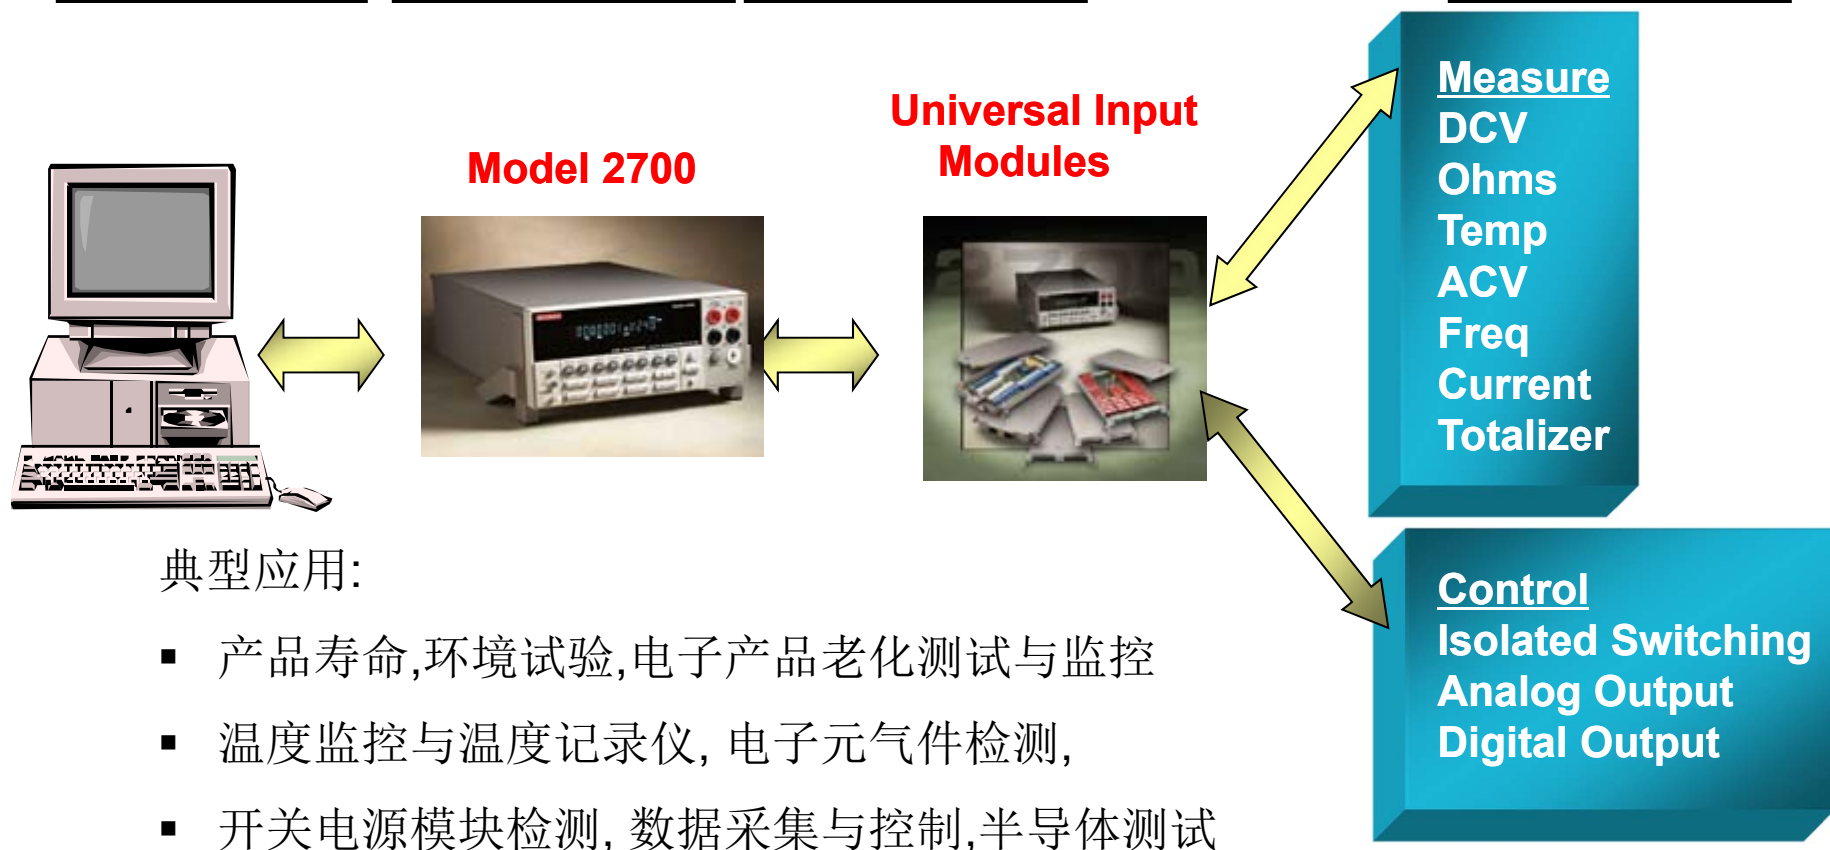 Universal Input
Modules
Model 2700
Measure
DCV
Ohms
Temp
ACV
Freq
Current
Totalizer
Control
Isolated Switching
Analog Output
Digital Output
典型应用:
▪ 产品寿命,环境试验,电子产品老化测试与监控
▪ 温度监控与温度记录仪, 电子元气件检测,
▪ 开关电源模块检测, 数据采集与控制,半导体测试